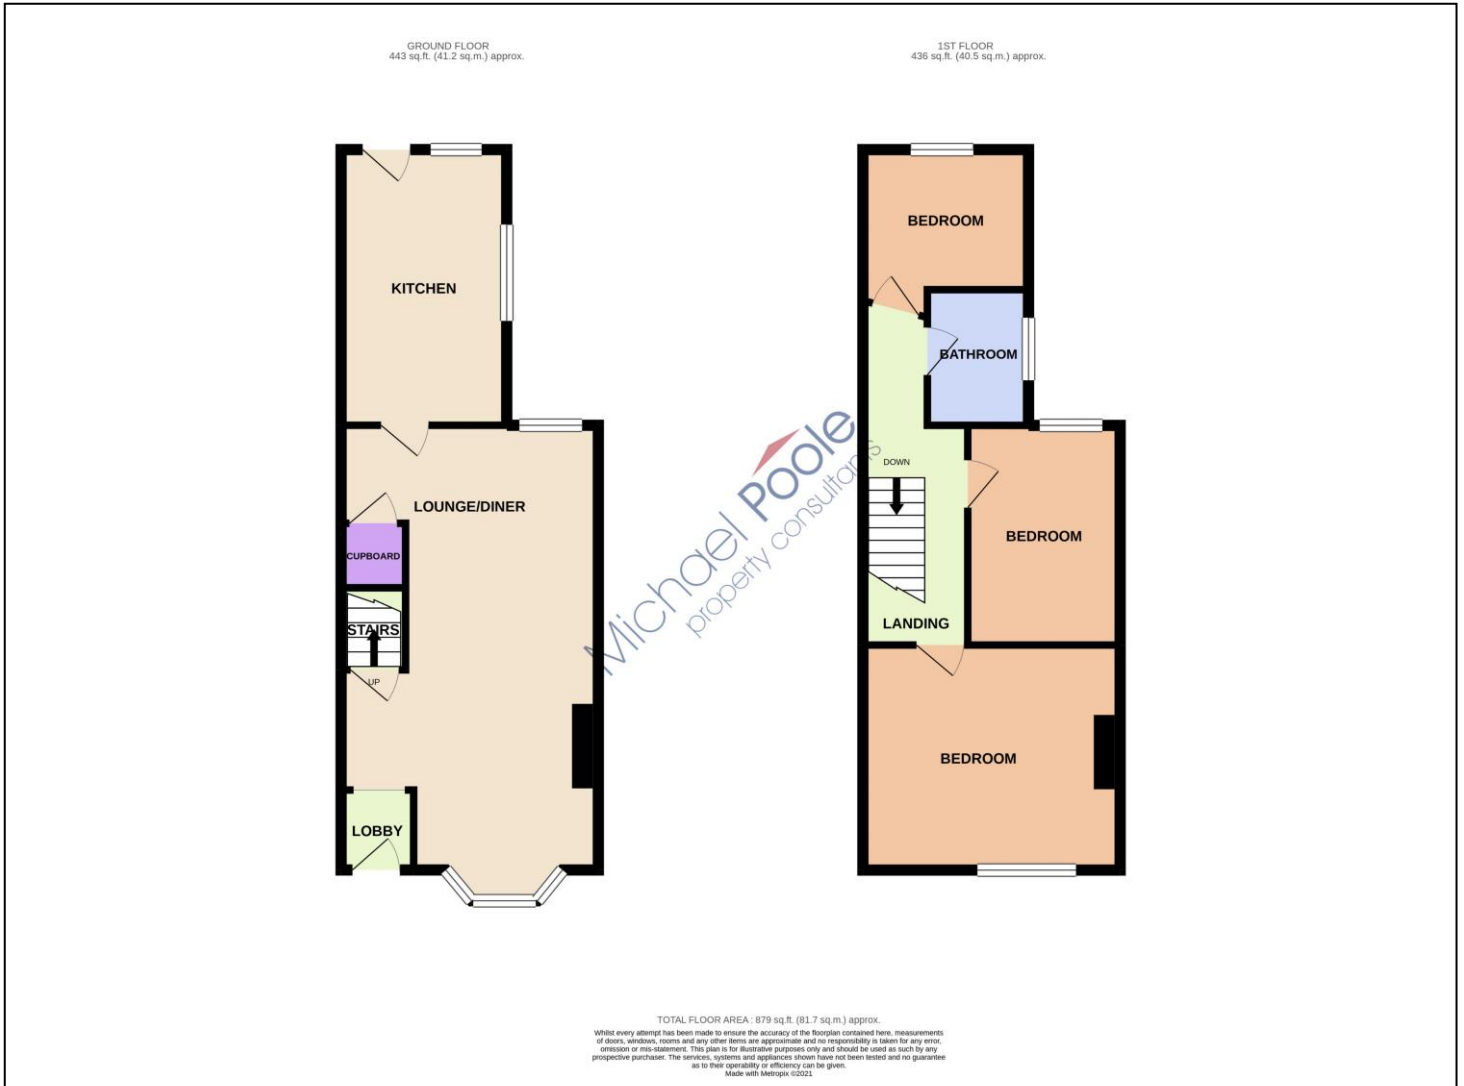 GROUND FLOOR
443 sq.ft. (41.2 sq.m.) approx.
1ST FLOOR
436 sq.ft. (40.5 sq.m.) approx.
KITCHEN
LOUNGE/DINER
CUPBOARD
STAIRS
UP
LOBBY
BEDROOM
BATHROOM
DOWN
BEDROOM
LANDING
BEDROOM
Michael Poole
property consultants
TOTAL FLOOR AREA : 879 sq.ft. (81.7 sq.m.) approx.
Whilst every attempt has been made to ensure the accuracy of the floorplan contained here, measurements
of doors, windows, rooms and any other items are approximate and no responsibility is taken for any error,
omission or mis-statement. This plan is for illustrative purposes only and should be used as such by any
prospective purchaser. The services, systems and appliances shown have not been tested and no guarantee
as to their operability or efficiency can be given.
Made with Metropix ©2021